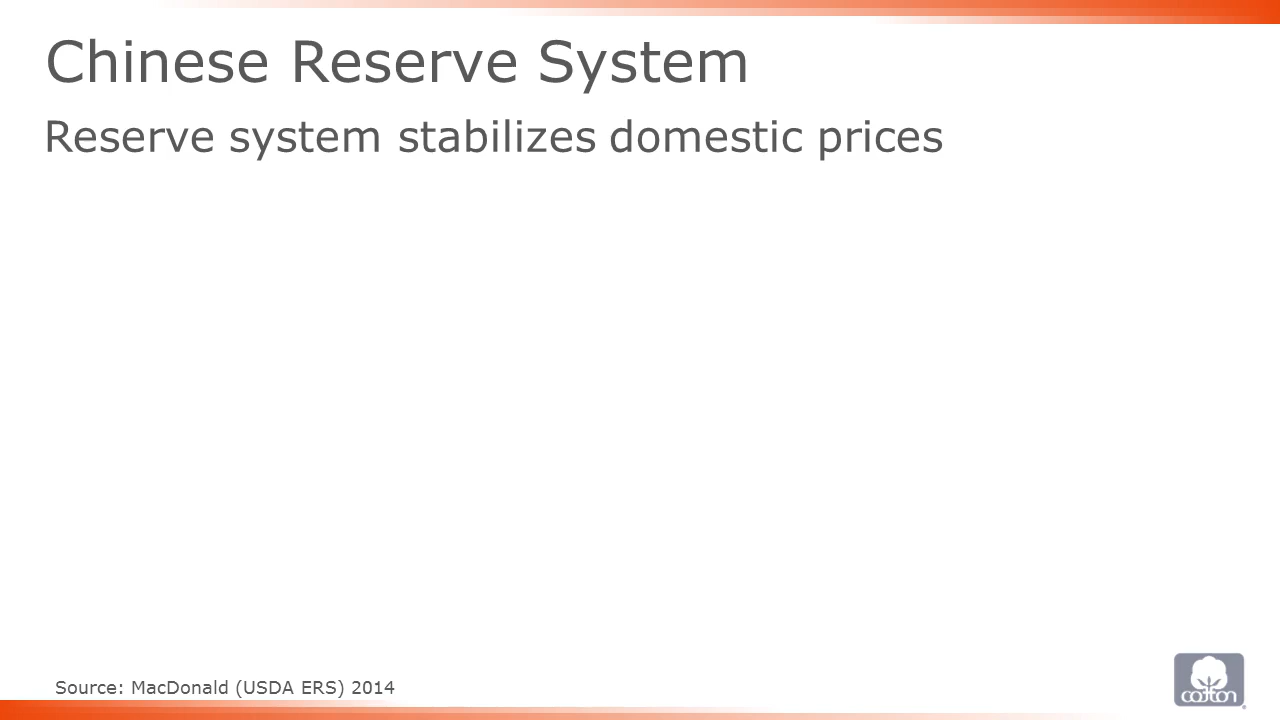 Chinese Reserve System
Reserve system stabilizes domestic prices
Source: MacDonald (USDA ERS) 2014
cotton